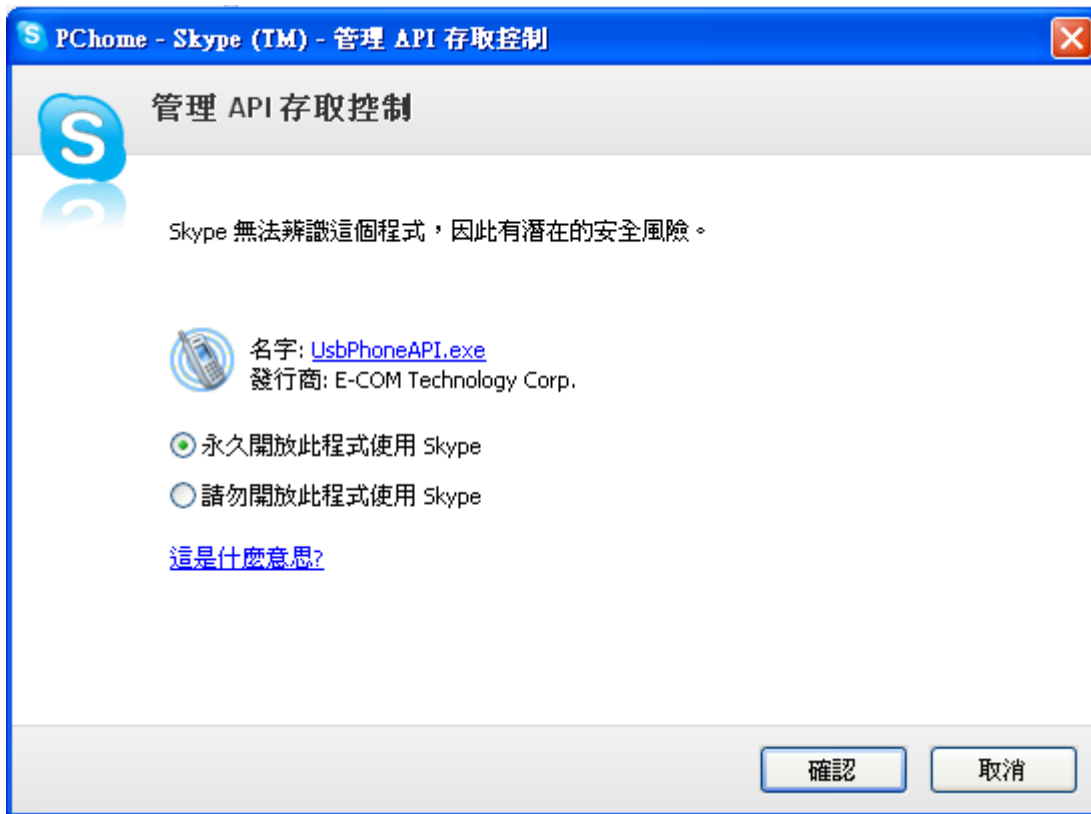 PChome - Skype (TM) - 管理 API 存取控制
管理 API 存取控制
Skype 無法辨識這個程式，因此有潛在的安全風險。
名字: UsbPhoneAPI.exe
發行商: E-COM Technology Corp.
永久開放此程式使用 Skype
請勿開放此程式使用 Skype
這是什麼意思?
確認 取消